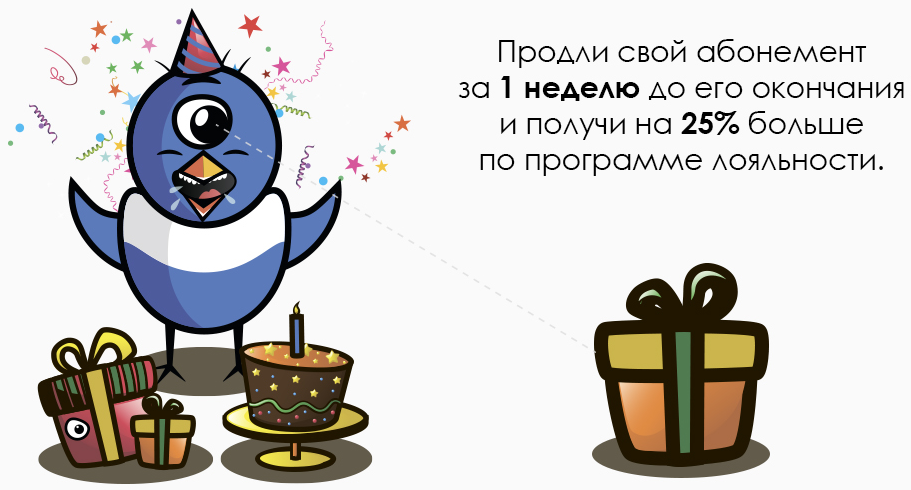 Продли свой абонемент
за 1 неделю до его окончания
и получи на 25% больше
по программе лояльности.